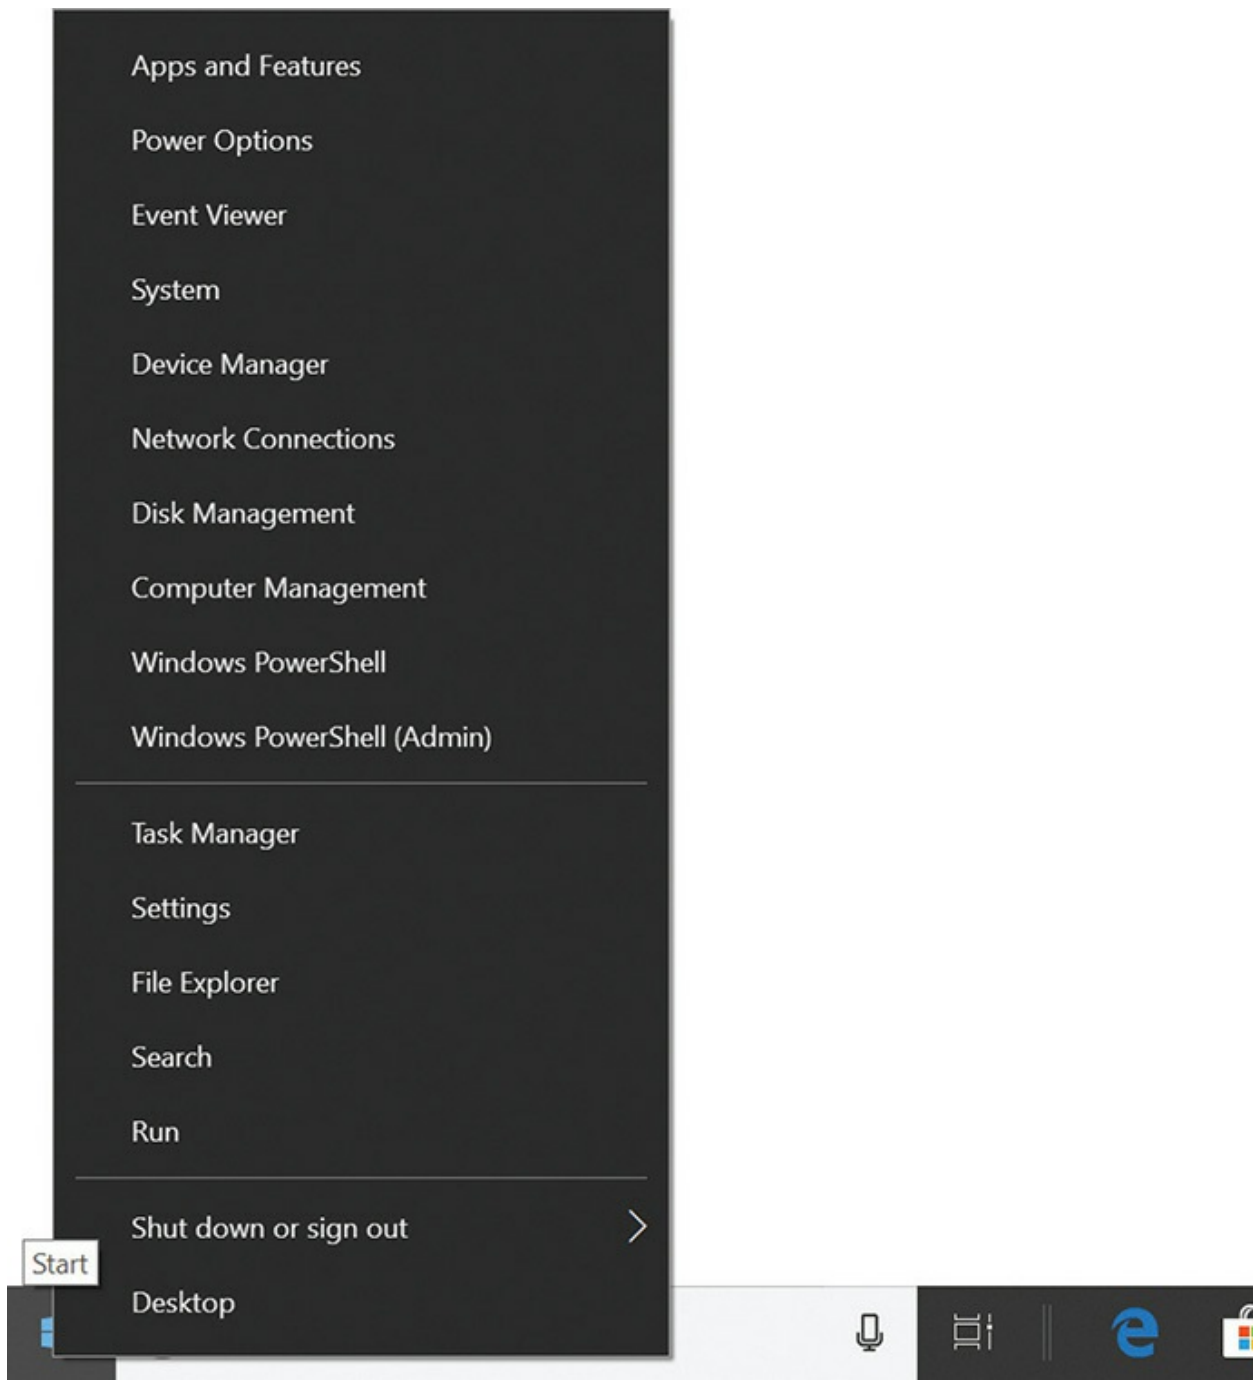 Apps and Features
Power Options
Event Viewer
System
Device Manager
Network Connections
Disk Management
Computer Management
Windows PowerShell
Windows PowerShell (Admin)
Task Manager
Settings
File Explorer
Search
Run
Shut down or sign out
Start
Desktop